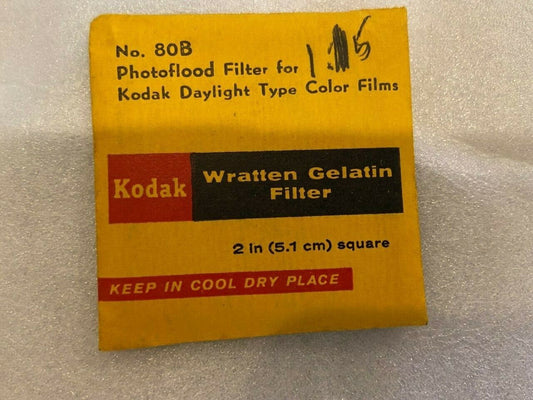 No. 80B
Photoflood Filter for
Kodak Daylight Type Color Films
Kodak
Wratten Gelatin
Filter
2 in (5.1 cm) square
KEEP IN COOL DRY PLACE